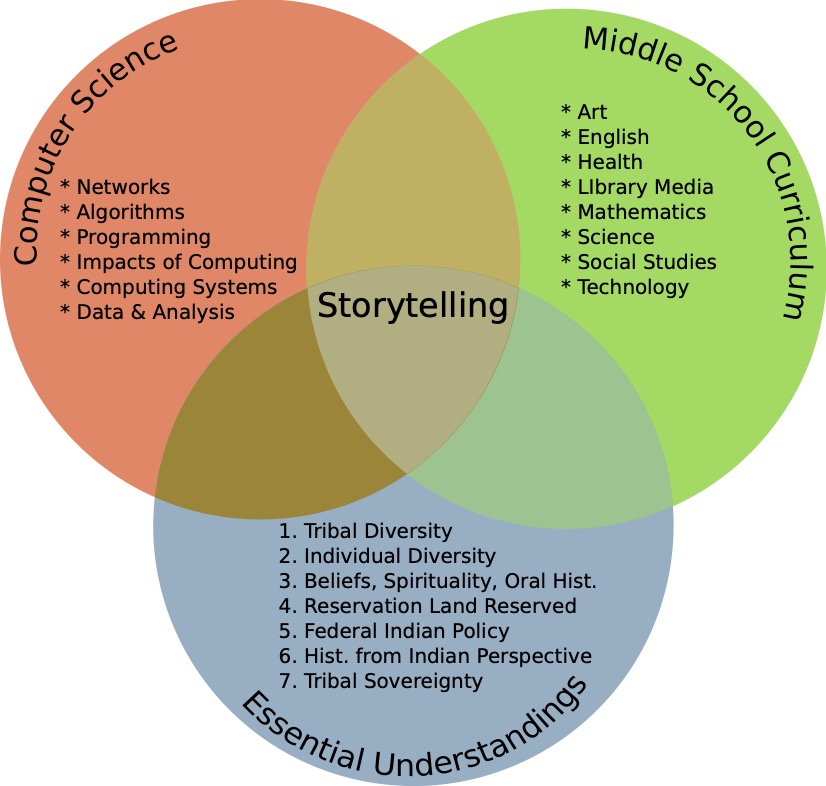 Computer Science
* Networks
* Algorithms
* Programming
* Impacts of Computing
* Computing Systems
* Data & Analysis
Middle School Curriculum
* Art
* English
* Health
* LIbrary Media
* Mathematics
* Science
* Social Studies
* Technology
Storytelling
1. Tribal Diversity
2. Individual Diversity
3. Beliefs, Spirituality, Oral Hist.
4. Reservation Land Reserved
5. Federal Indian Policy
6. Hist. from Indian Perspective
7. Tribal Sovereignty
Essential Understandings